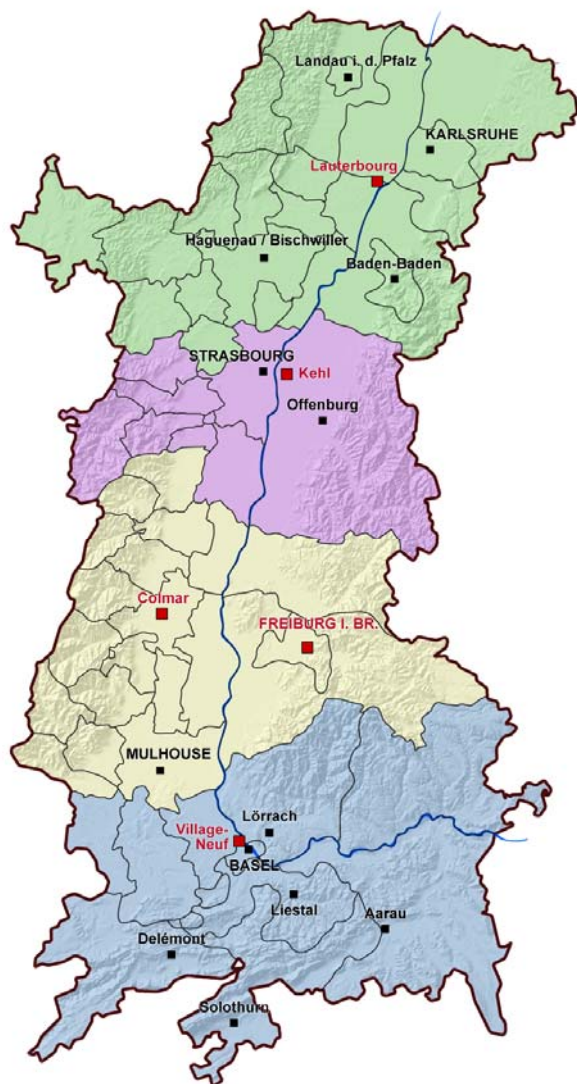 Landau i. d. Pfalz
KARLSRUHE
Lauterbourg
Haguenau / Bischwiller
Baden-Baden
STRASBOURG
Kehl
Offenburg
Colmar
FREIBURG I. BR.
MULHOUSE
Lörrach
Village-
Neuf
BASEL
Liestal
Aarau
Delémont
Solothurn